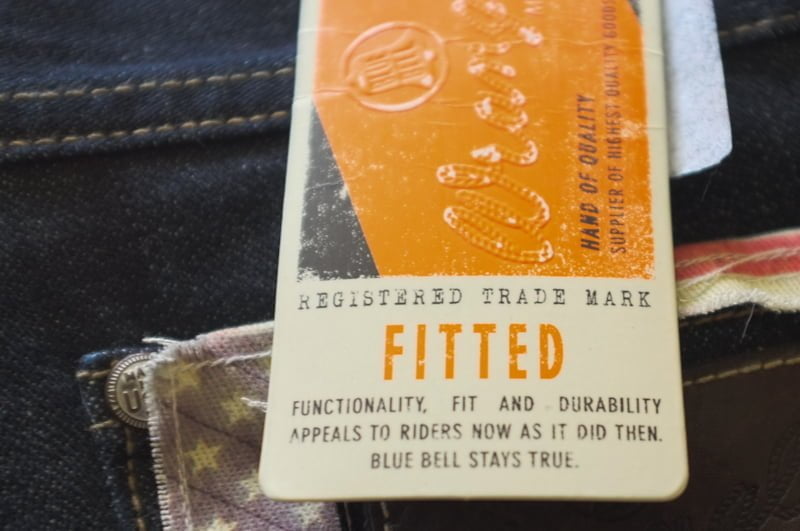 Wrang
HAND OF QUALITY
SUPPLIER OF HIGHEST QUALITY GOODS
REGISTERED TRADE MARK
FITTED
FUNCTIONALITY, FIT AND DURABILITY
APPEALS TO RIDERS NOW AS IT DID THEN.
BLUE BELL STAYS TRUE.